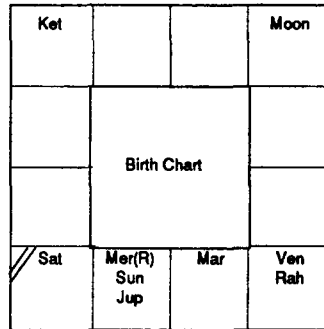 Ket
Moon
Birth Chart
Sat
Mer(R)
Sun
Jup
Mar
Ven
Rah